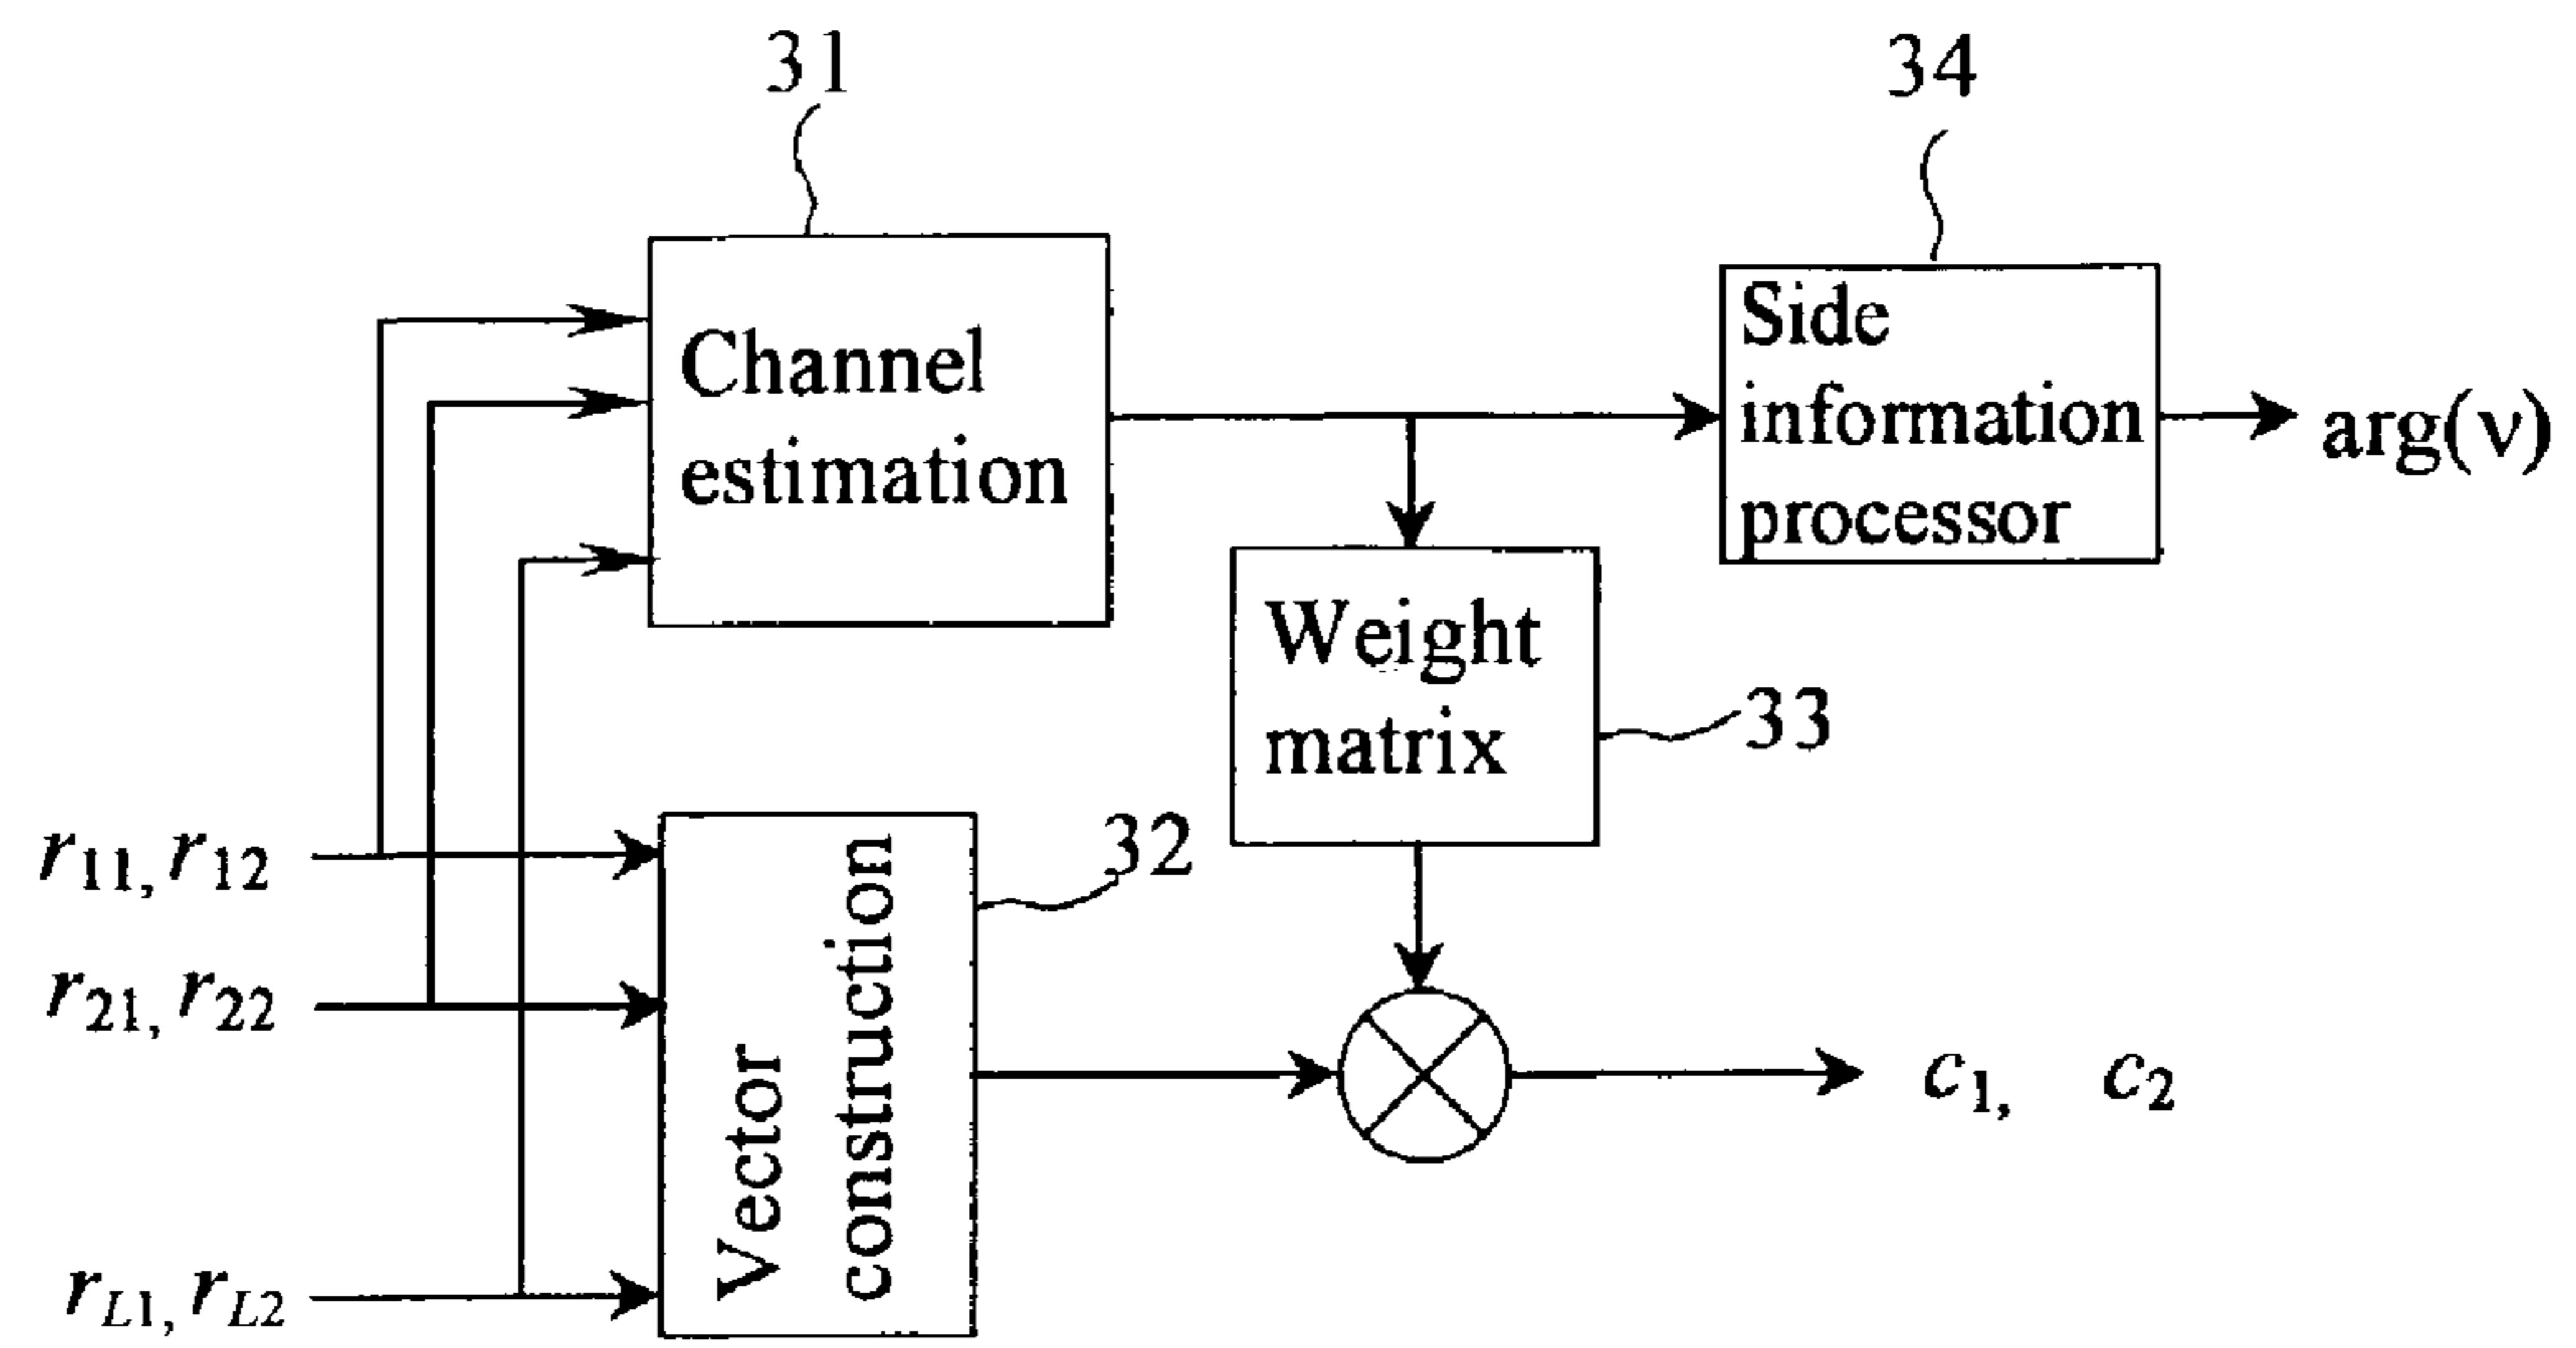 31
34
Channel
estimation
Side
information
processor
arg(ν)
Weight
matrix
33
32
r11, r12
r21, r22
rL1, rL2
Vector
construction
c1, c2